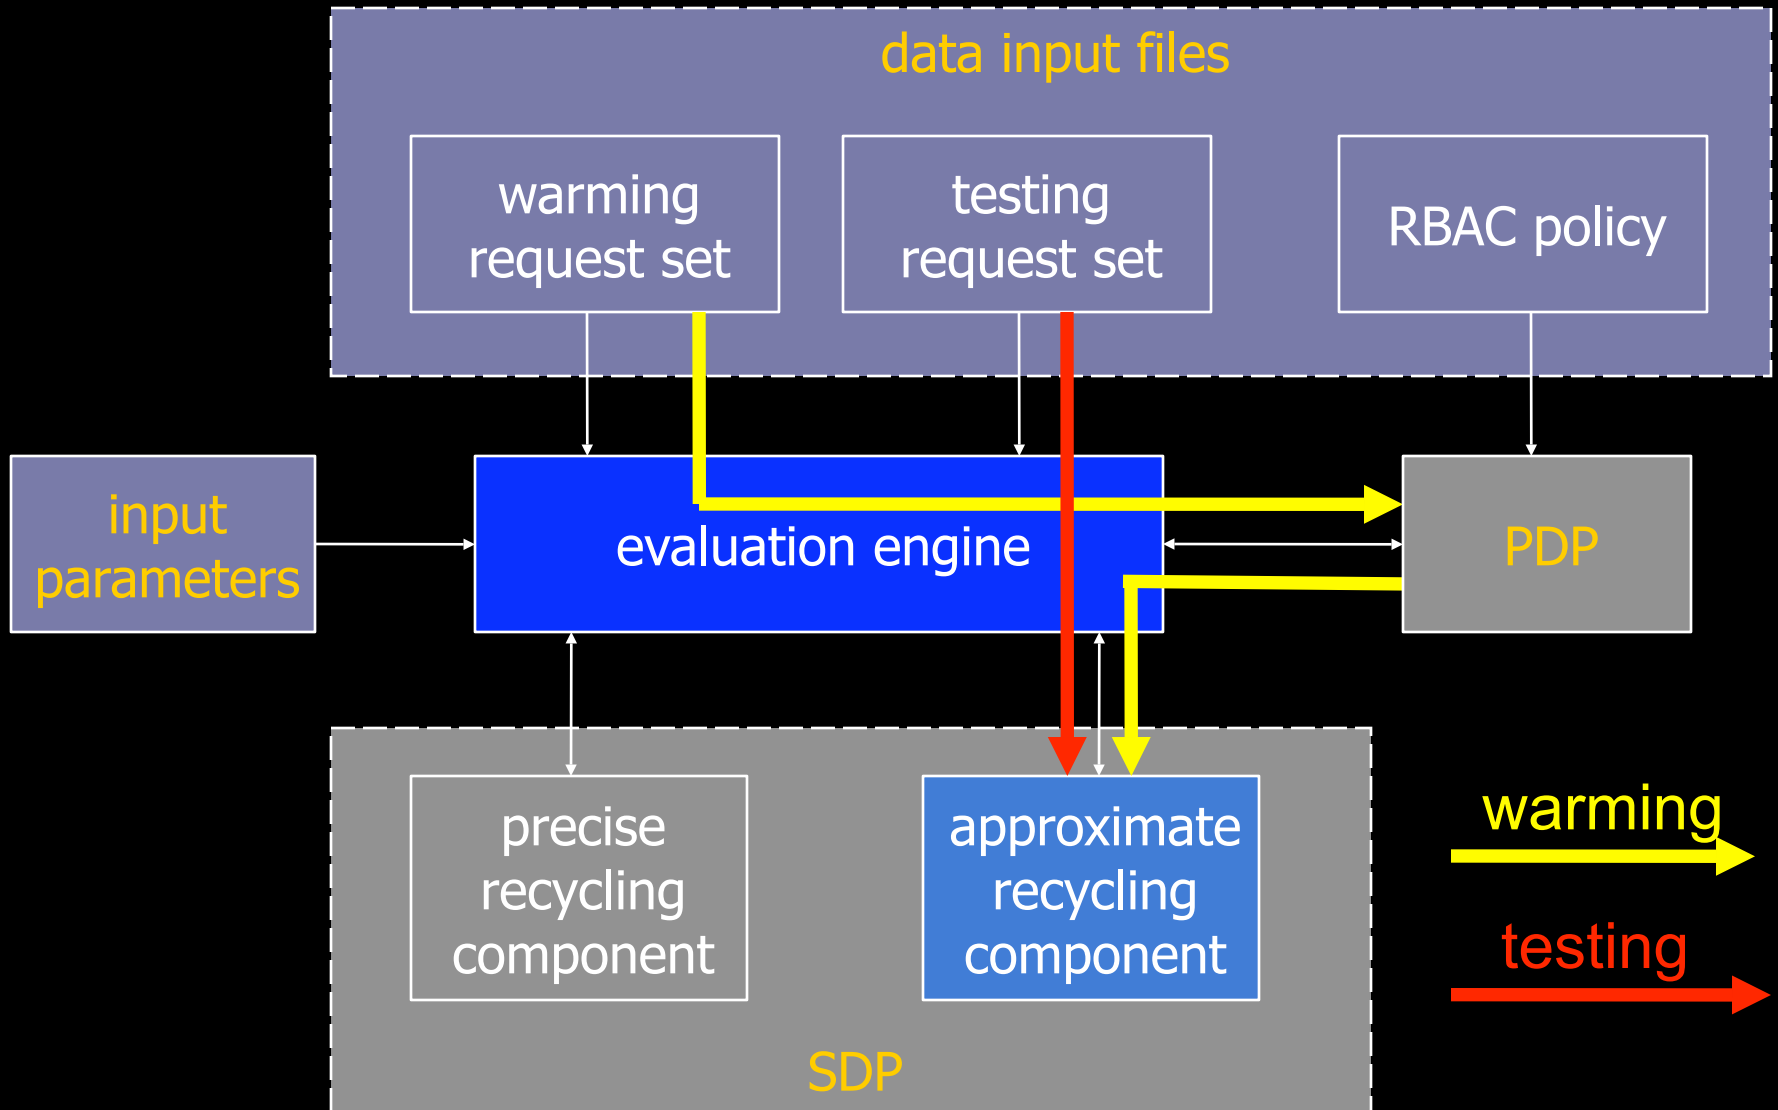 data input files
warming
request set
testing
request set
RBAC policy
input
parameters
evaluation engine
PDP
precise
recycling
component
approximate
recycling
component
warming
testing
SDP